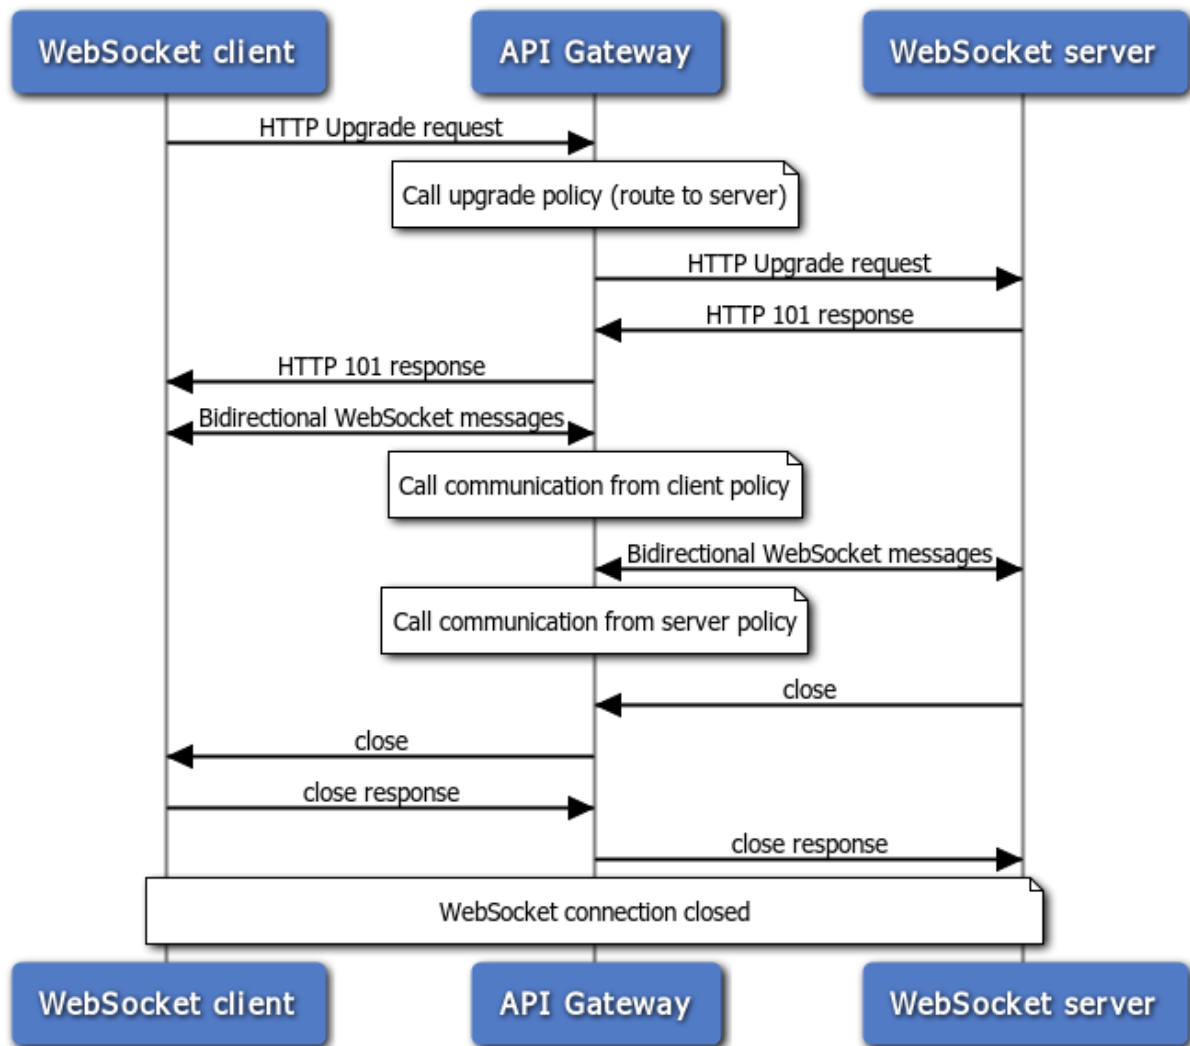 WebSocket client
API Gateway
WebSocket server
HTTP Upgrade request
Call upgrade policy (route to server)
HTTP Upgrade request
HTTP 101 response
HTTP 101 response
Bidirectional WebSocket messages
Call communication from client policy
Bidirectional WebSocket messages
Call communication from server policy
close
close
close response
close response
WebSocket connection closed
WebSocket client
API Gateway
WebSocket server